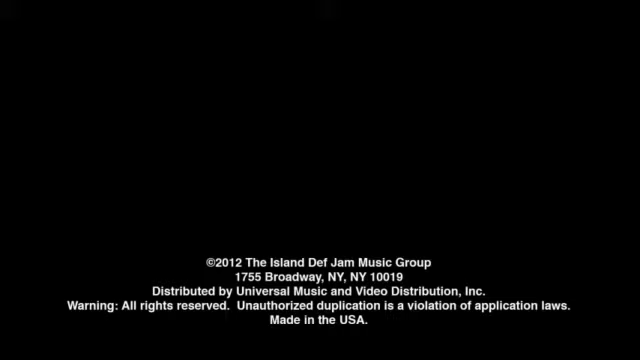 ©2012 The Island Def Jam Music Group
1755 Broadway, NY, NY 10019
Distributed by Universal Music and Video Distribution, Inc.
Warning: All rights reserved.  Unauthorized duplication is a violation of application laws.
Made in the USA.